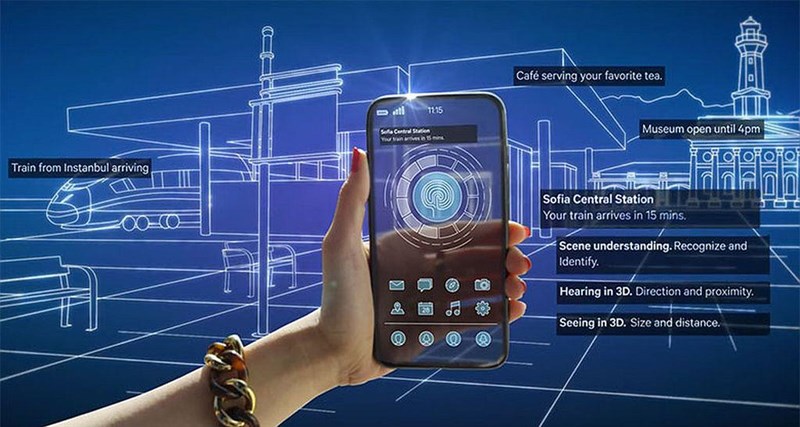 Café serving your favorite tea.
11:15
Sofia Central Station
Your train arrives in 15 mins.
Museum open until 4pm
Train from Instanbul arriving
Sofia Central Station
Your train arrives in 15 mins.
Scene understanding. Recognize and
Identify.
Hearing in 3D. Direction and proximity.
Seeing in 3D. Size and distance.
28